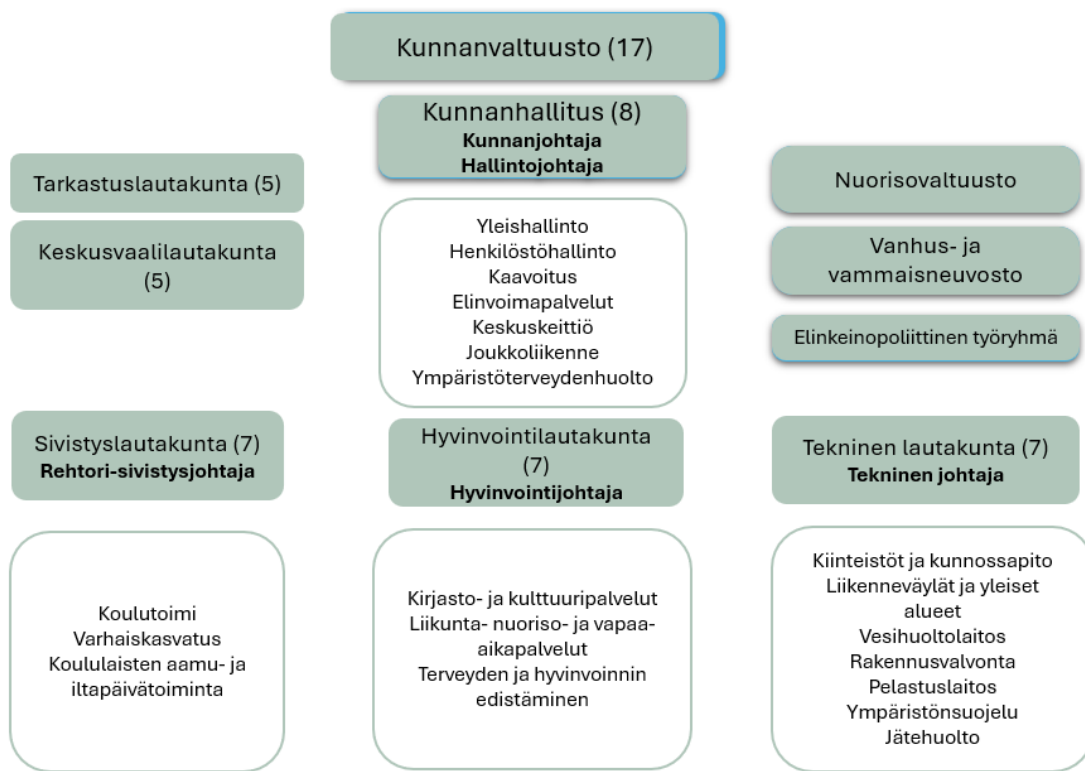 Kunnanvaltuusto (17)
Kunnanhallitus (8)
Kunnanjohtaja
Hallintojohtaja
Tarkastuslautakunta (5)
Keskusvaalilautakunta
(5)
Yleishallinto
Henkilöstöhallinto
Kaavoitus
Elinvoimapalvelut
Keskuskeittiö
Joukkoliikenne
Ympäristöterveydenhuolto
Nuorisovaltuusto
Vanhus- ja
vammaisneuvosto
Elinkeinopoliittinen työryhmä
Sivistyslautakunta (7)
Rehtori-sivistysjohtaja
Hyvinvointilautakunta
(7)
Hyvinvointijohtaja
Tekninen lautakunta (7)
Tekninen johtaja
Koulutoimi
Varhaiskasvatus
Koululaisten aamu- ja
iltapäivätoiminta
Kirjasto- ja kulttuuripalvelut
Liikunta- nuoriso- ja vapaa-
aikapalvelut
Terveyden ja hyvinvoinnin
edistäminen
Kiinteistöt ja kunnossapito
Liikenneväylät ja yleiset
alueet
Vesihuoltolaitos
Rakennusvalvonta
Pelastuslaitos
Ympäristönsuojelu
Jätehuolto